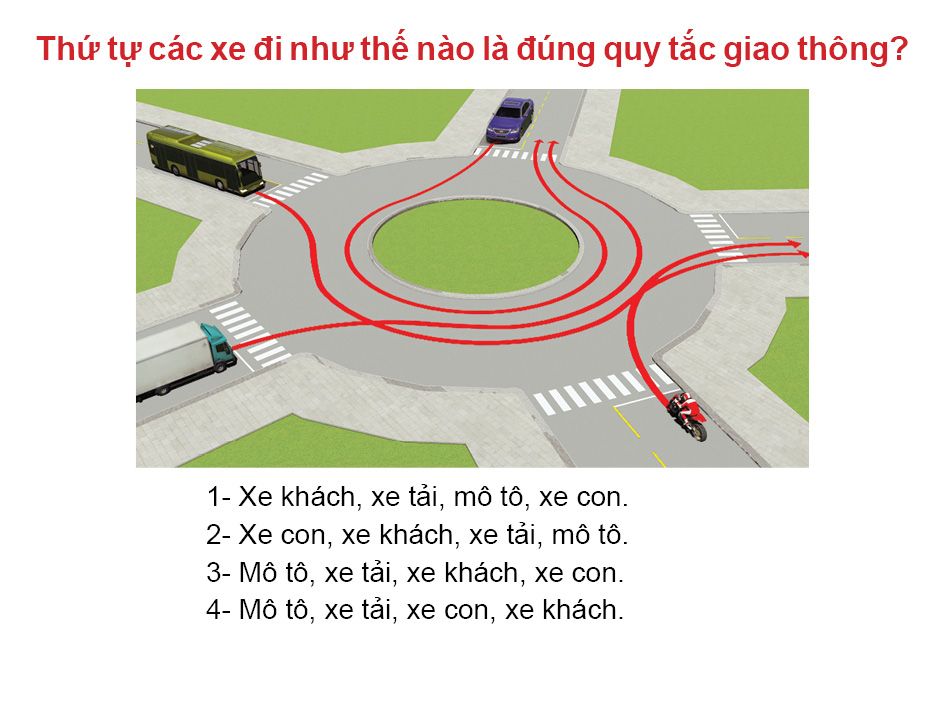 Thứ tự các xe đi như thế nào là đúng quy tắc giao thông?
1- Xe khách, xe tải, mô tô, xe con.
2- Xe con, xe khách, xe tải, mô tô.
3- Mô tô, xe tải, xe khách, xe con.
4- Mô tô, xe tải, xe con, xe khách.